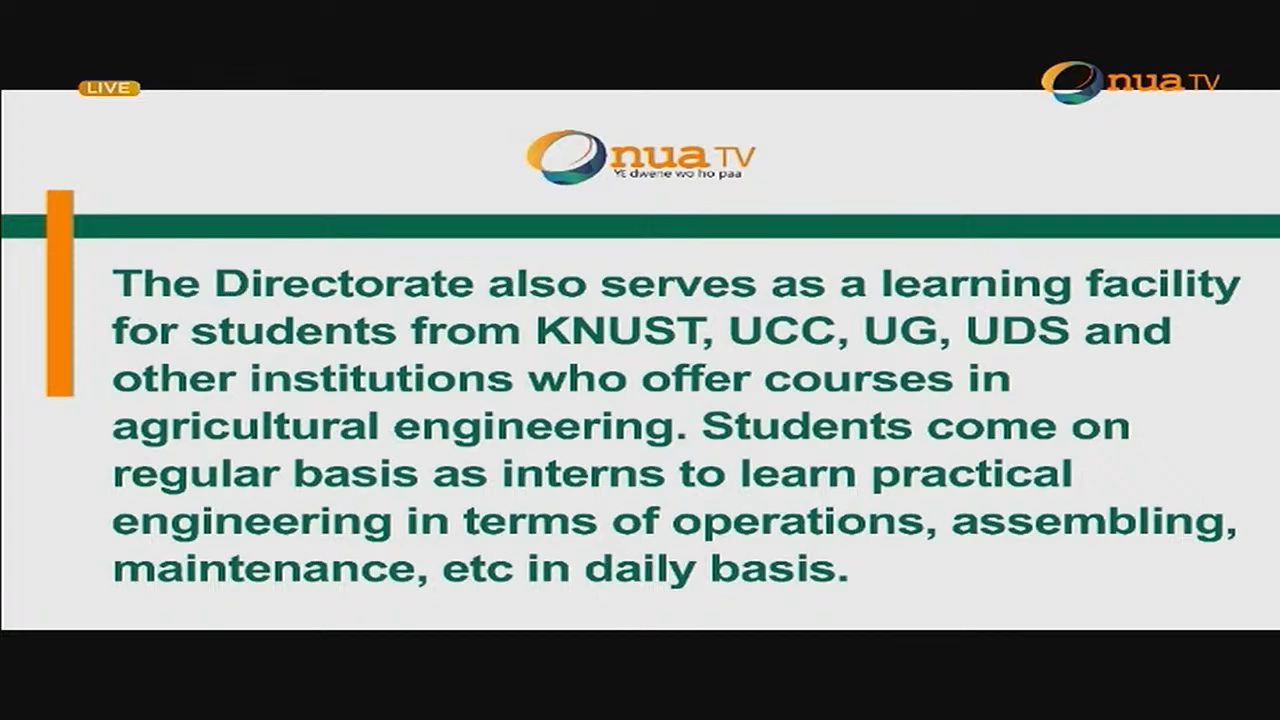 LIVE
nua TV
nua TV
Yɛ dwene wo ho paa
The Directorate also serves as a learning facility
for students from KNUST, UCC, UG, UDS and
other institutions who offer courses in
agricultural engineering. Students come on
regular basis as interns to learn practical
engineering in terms of operations, assembling,
maintenance, etc in daily basis.